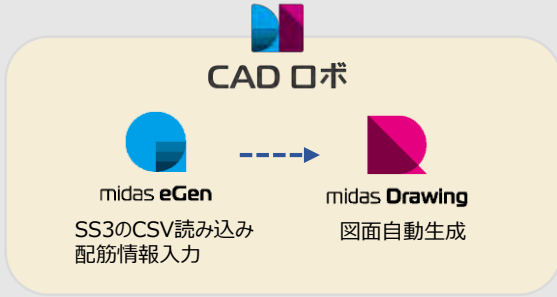 CAD ロボ
midas eGen
midas Drawing
SS3のCSV読み込み
配筋情報入力
図面自動生成